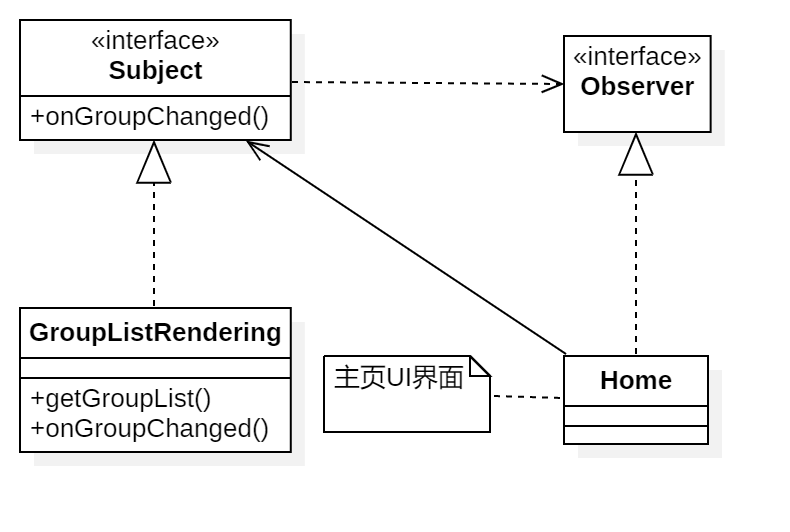 «interface»
Subject
+onGroupChanged()
«interface»
Observer
GroupListRendering
+getGroupList()
+onGroupChanged()
主页UI界面
Home